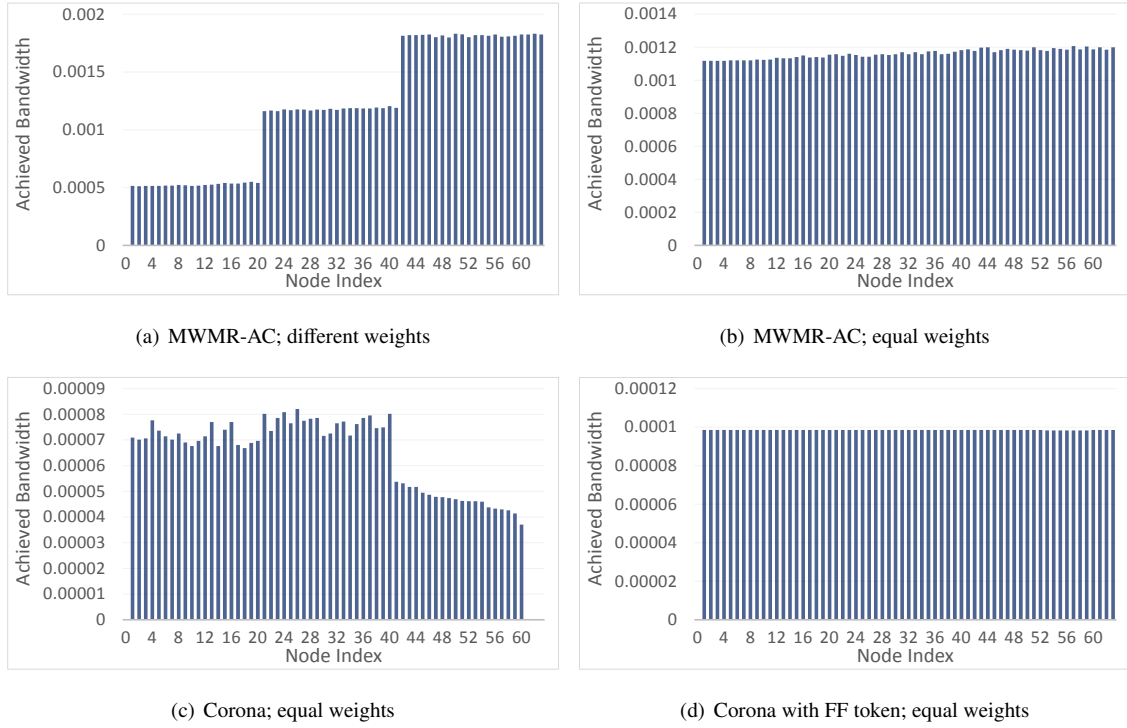 0.002
0.0015
0.001
0.0005
0
Achieved Bandwidth
0 4 8 12 16 20 24 28 32 36 40 44 48 52 56 60
Node Index
(a) MWMR-AC; different weights
0.0014
0.0012
0.001
0.0008
0.0006
0.0004
0.0002
0
Achieved Bandwidth
0 4 8 12 16 20 24 28 32 36 40 44 48 52 56 60
Node Index
(b) MWMR-AC; equal weights
0.00009
0.00008
0.00007
0.00006
0.00005
0.00004
0.00003
0.00002
0.00001
0
Achieved Bandwidth
0 4 8 12 16 20 24 28 32 36 40 44 48 52 56 60
Node Index
(c) Corona; equal weights
0.00012
0.0001
0.00008
0.00006
0.00004
0.00002
0
Achieved Bandwidth
0 4 8 12 16 20 24 28 32 36 40 44 48 52 56 60
Node Index
(d) Corona with FF token; equal weights